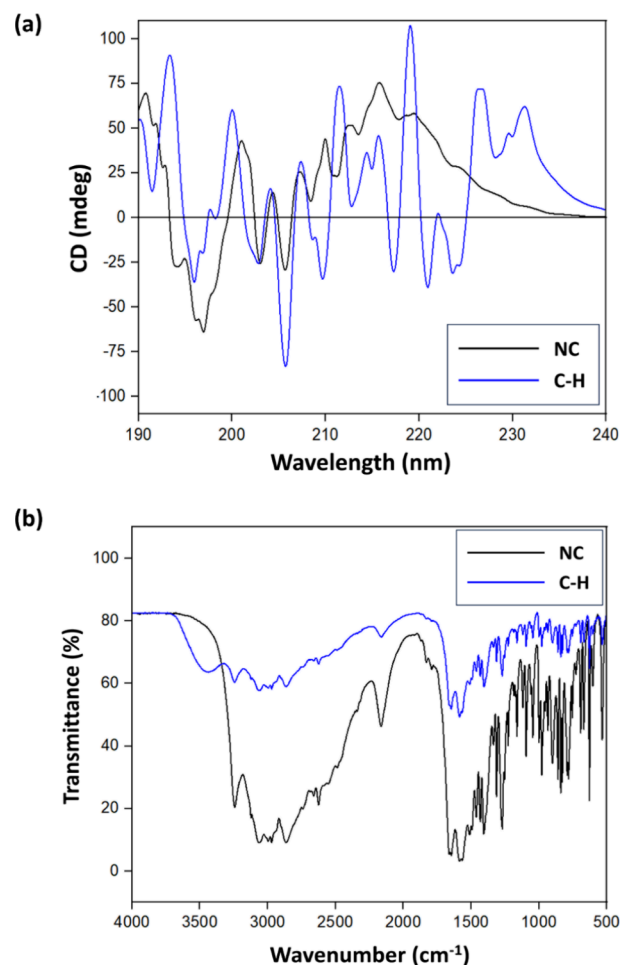 (a)
100
75
50
25
0
-25
-50
-75
-100
CD (mdeg)
NC
C-H
190 200 210 220 230 240
Wavelength (nm)
(b)
100
80
60
40
20
0
Transmittance (%)
NC
C-H
4000 3500 3000 2500 2000 1500 1000 500
Wavenumber (cm⁻¹)